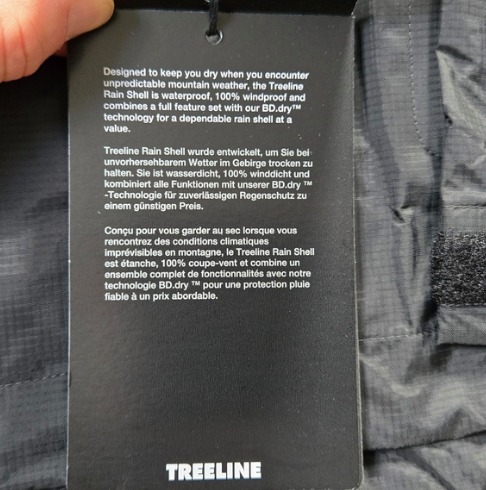 Designed to keep you dry when you encounter
unpredictable mountain weather, the Treeline
Rain Shell is waterproof, 100% windproof and
combines a full feature set with our BD.dry™
technology for a dependable rain shell at a
value.
Treeline Rain Shell wurde entwickelt, um Sie bei
unvorhersehbarem Wetter im Gebirge trocken zu
halten. Sie ist wasserdicht, 100% winddicht und
kombiniert alle Funktionen mit unserer BD.dry ™
-Technologie für zuverlässigen Regenschutz zu
einem günstigen Preis.
Conçu pour vous garder au sec lorsque vous
rencontrez des conditions climatiques
imprévisibles en montagne, le Treeline Rain Shell
est étanche, 100% coupe-vent et combine un
ensemble complet de fonctionnalités avec notre
technologie BD.dry ™ pour une protection pluie
fiable à un prix abordable.
TREELINE